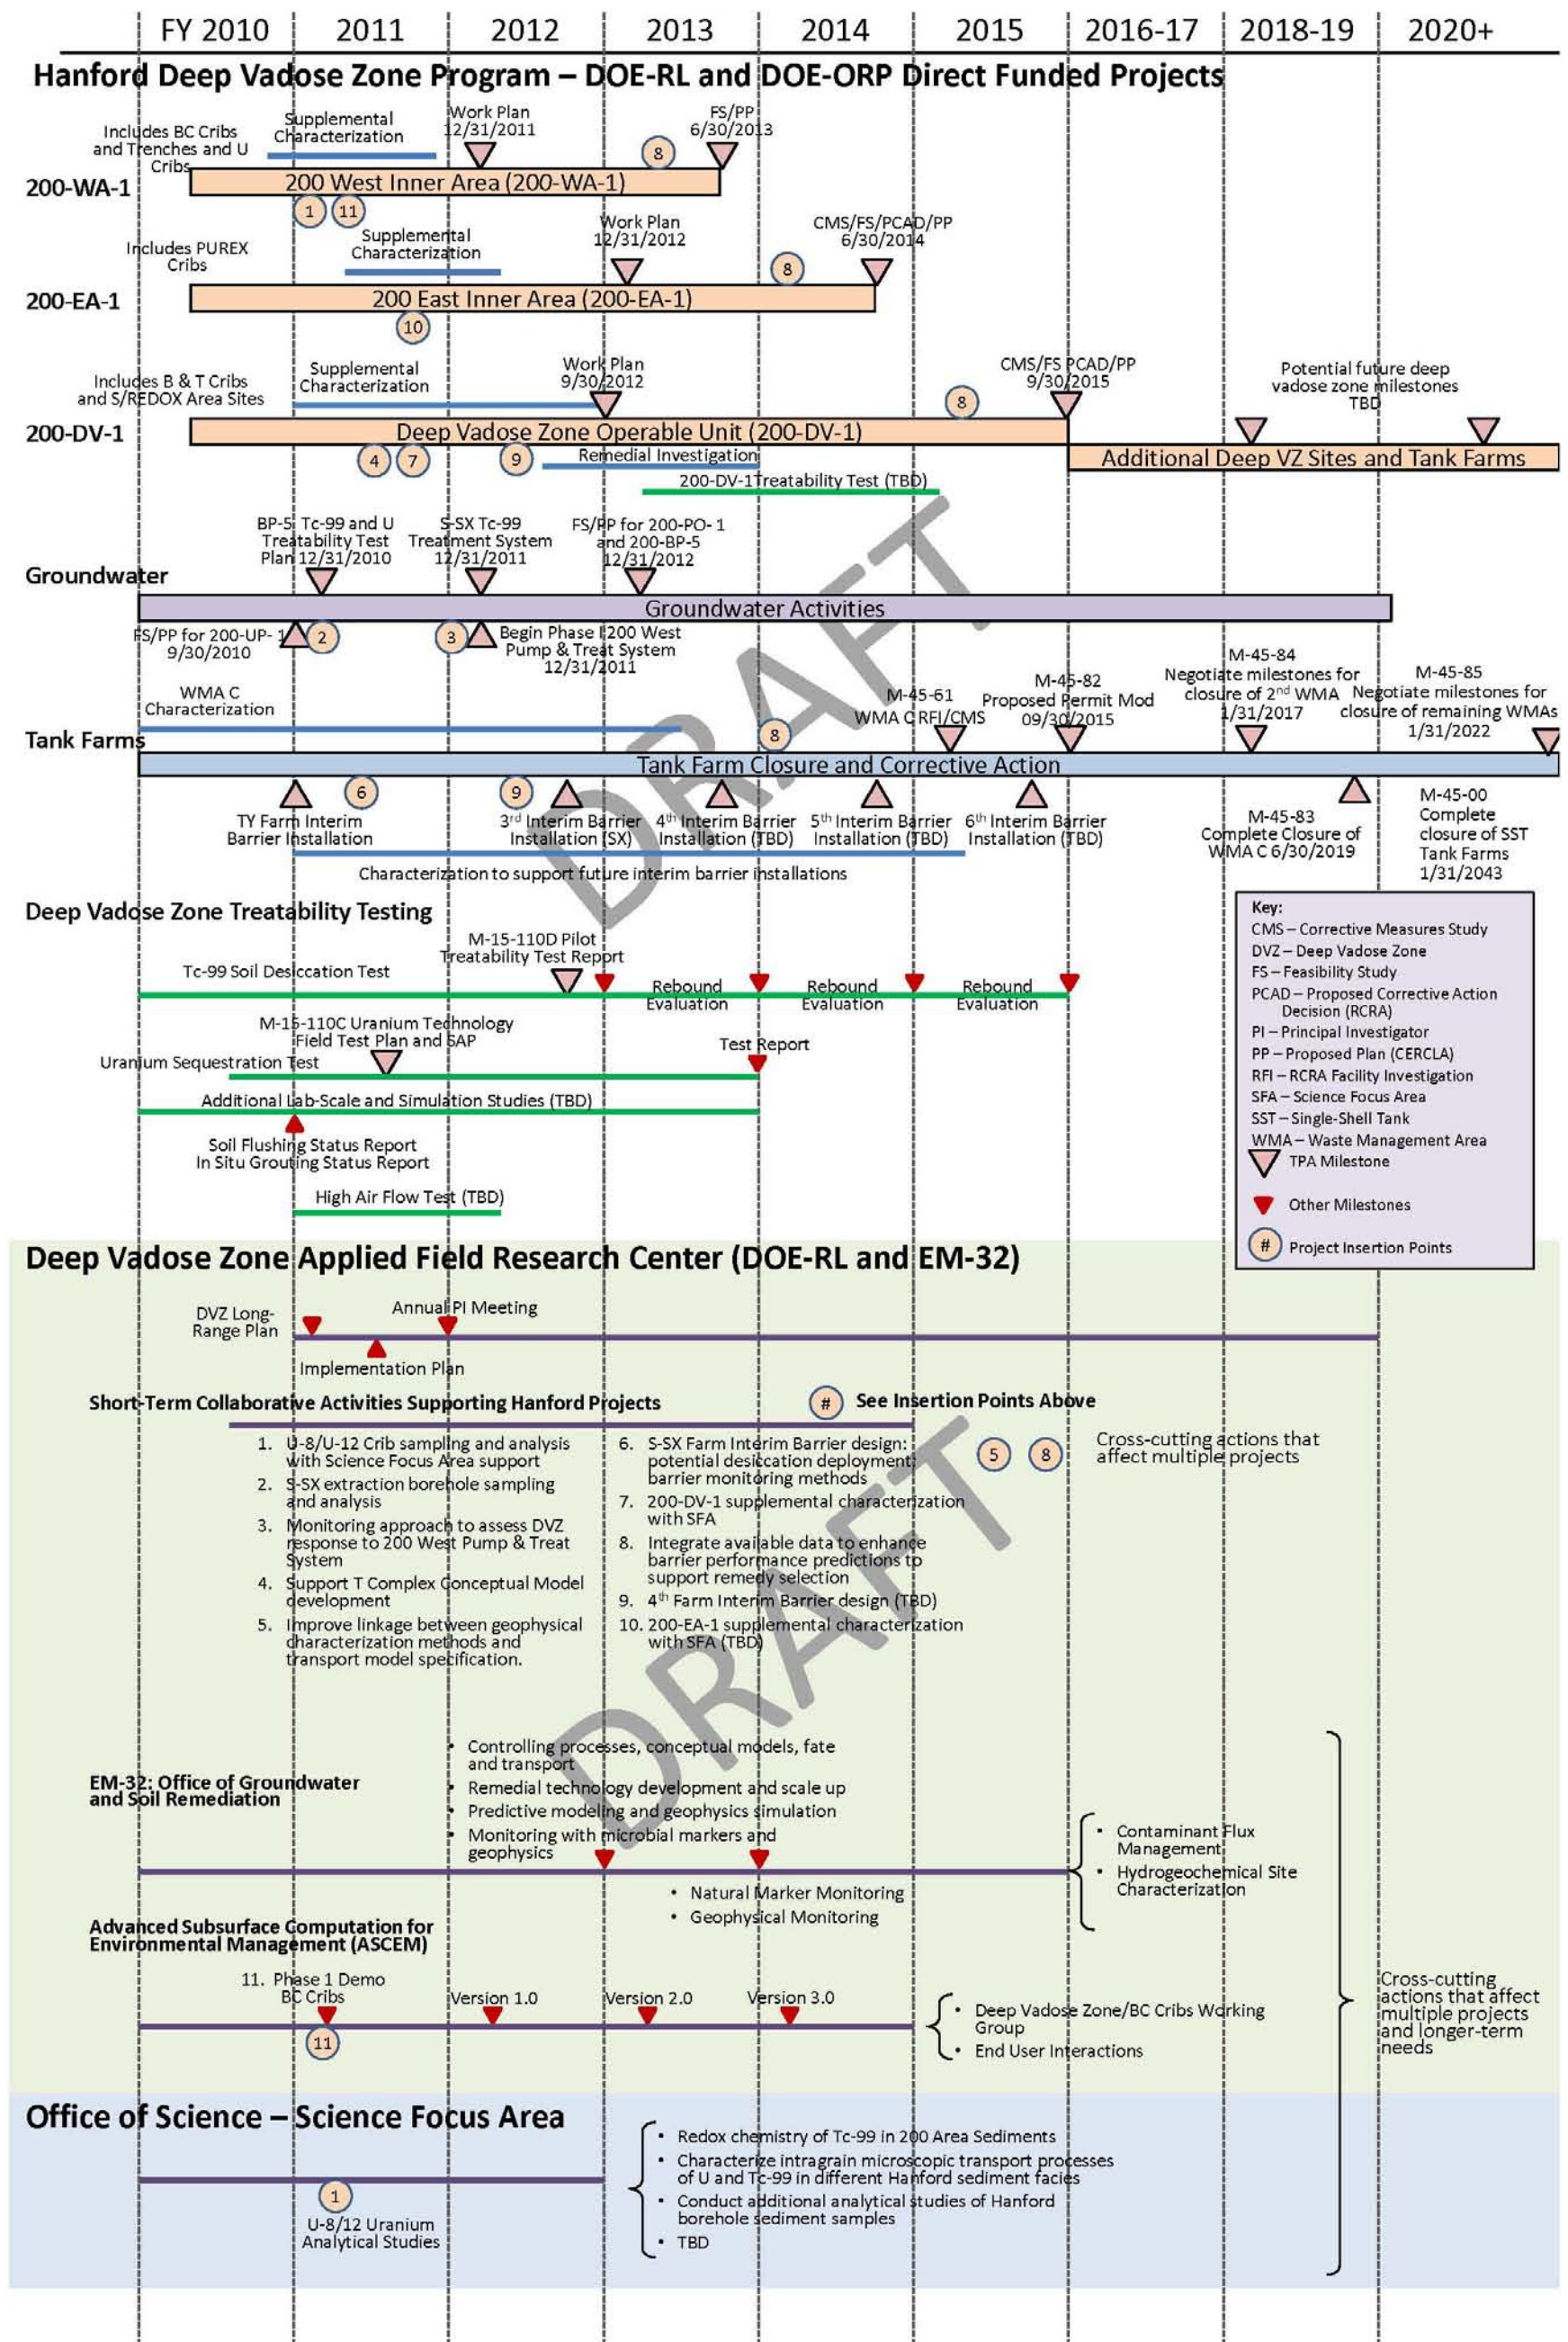 FY 2010 2011 2012 2013 2014 2015 2016-17 2018-19 2020+
Hanford Deep Vadose Zone Program – DOE-RL and DOE-ORP Direct Funded Projects
Includes BC Cribs
and Trenches and U
Cribs
Supplemental
Characterization
Work Plan
12/31/2011
FS/PP
6/30/2013
8
200-WA-1
200 West Inner Area (200-WA-1)
1
11
Includes PUREX
Cribs
Supplemental
Characterization
Work Plan
12/31/2012
CMS/FS/PCAD/PP
6/30/2014
8
200-EA-1
200 East Inner Area (200-EA-1)
10
Includes B & T Cribs
and S/REDOX Area Sites
Supplemental
Characterization
Work Plan
9/30/2012
CMS/FS PCAD/PP
9/30/2015
Potential future deep
vadose zone milestones
TBD
8
200-DV-1
Deep Vadose Zone Operable Unit (200-DV-1)
Additional Deep VZ Sites and Tank Farms
4
7
9
Remedial Investigation
200-DV-1Treatability Test (TBD)
BP-5 Tc-99 and U
Treatability Test
Plan 12/31/2010
S-SX Tc-99
Treatment System
12/31/2011
FS/PP for 200-PO-1
and 200-BP-5
12/31/2012
Groundwater
Groundwater Activities
FS/PP for 200-UP-1
9/30/2010
2
3
Begin Phase I 200 West
Pump & Treat System
12/31/2011
WMA C
Characterization
8
M-45-61
WMA C RFI/CMS
M-45-82
Proposed Permit Mod
09/30/2015
M-45-84
Negotiate milestones for
closure of 2nd WMA
1/31/2017
M-45-85
Negotiate milestones for
closure of remaining WMAs
1/31/2022
Tank Farms
Tank Farm Closure and Corrective Action
6
9
TY Farm Interim
Barrier Installation
3rd Interim Barrier
Installation (SX)
4th Interim Barrier
Installation (TBD)
5th Interim Barrier
Installation (TBD)
6th Interim Barrier
Installation (TBD)
M-45-83
Complete Closure of
WMA C 6/30/2019
M-45-00
Complete
closure of SST
Tank Farms
1/31/2043
Characterization to support future interim barrier installations
DRAFT
Deep Vadose Zone Treatability Testing
Tc-99 Soil Desiccation Test
M-15-110D Pilot
Treatability Test Report
Rebound
Evaluation
Rebound
Evaluation
Rebound
Evaluation
M-15-110C Uranium Technology
Field Test Plan and SAP
Uranium Sequestration Test
Test Report
Additional Lab-Scale and Simulation Studies (TBD)
Soil Flushing Status Report
In Situ Grouting Status Report
High Air Flow Test (TBD)
Key:
CMS – Corrective Measures Study
DVZ – Deep Vadose Zone
FS – Feasibility Study
PCAD – Proposed Corrective Action
Decision (RCRA)
PI – Principal Investigator
PP – Proposed Plan (CERCLA)
RFI – RCRA Facility Investigation
SFA – Science Focus Area
SST – Single-Shell Tank
WMA – Waste Management Area
TPA Milestone
Other Milestones
# Project Insertion Points
Deep Vadose Zone Applied Field Research Center (DOE-RL and EM-32)
DVZ Long-
Range Plan
Annual PI Meeting
Implementation Plan
Short-Term Collaborative Activities Supporting Hanford Projects
# See Insertion Points Above
1. U-8/U-12 Crib sampling and analysis
with Science Focus Area support
2. S-SX extraction borehole sampling
and analysis
3. Monitoring approach to assess DVZ
response to 200 West Pump & Treat
System
4. Support T Complex Conceptual Model
development
5. Improve linkage between geophysical
characterization methods and
transport model specification.
6. S-SX Farm Interim Barrier design:
potential desiccation deployment;
barrier monitoring methods
7. 200-DV-1 supplemental characterization
with SFA
8. Integrate available data to enhance
barrier performance predictions to
support remedy selection
9. 4th Farm Interim Barrier design (TBD)
10. 200-EA-1 supplemental characterization
with SFA (TBD)
5 8 Cross-cutting actions that
affect multiple projects
DRAFT
EM-32: Office of Groundwater
and Soil Remediation
• Controlling processes, conceptual models, fate
and transport
• Remedial technology development and scale up
• Predictive modeling and geophysics simulation
• Monitoring with microbial markers and
geophysics
• Natural Marker Monitoring
• Geophysical Monitoring
• Contaminant Flux
Management
• Hydrogeochemical Site
Characterization
Advanced Subsurface Computation for
Environmental Management (ASCEM)
11. Phase 1 Demo
BC Cribs
Version 1.0
Version 2.0
Version 3.0
11
• Deep Vadose Zone/BC Cribs Working
Group
• End User Interactions
Cross-cutting
actions that affect
multiple projects
and longer-term
needs
Office of Science – Science Focus Area
1
U-8/12 Uranium
Analytical Studies
• Redox chemistry of Tc-99 in 200 Area Sediments
• Characterize intragrain microscopic transport processes
of U and Tc-99 in different Hanford sediment facies
• Conduct additional analytical studies of Hanford
borehole sediment samples
• TBD